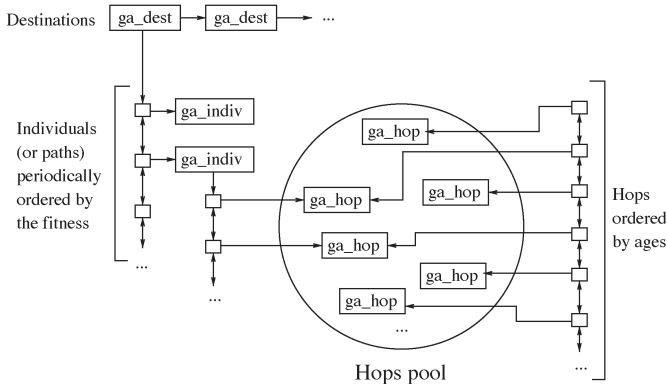 Destinations
ga_dest
ga_dest
...
Individuals
(or paths)
periodically
ordered by
the fitness
ga_indiv
ga_indiv
...
...
ga_hop
ga_hop
ga_hop
ga_hop
ga_hop
ga_hop
...
Hops pool
Hops
ordered
by ages
...